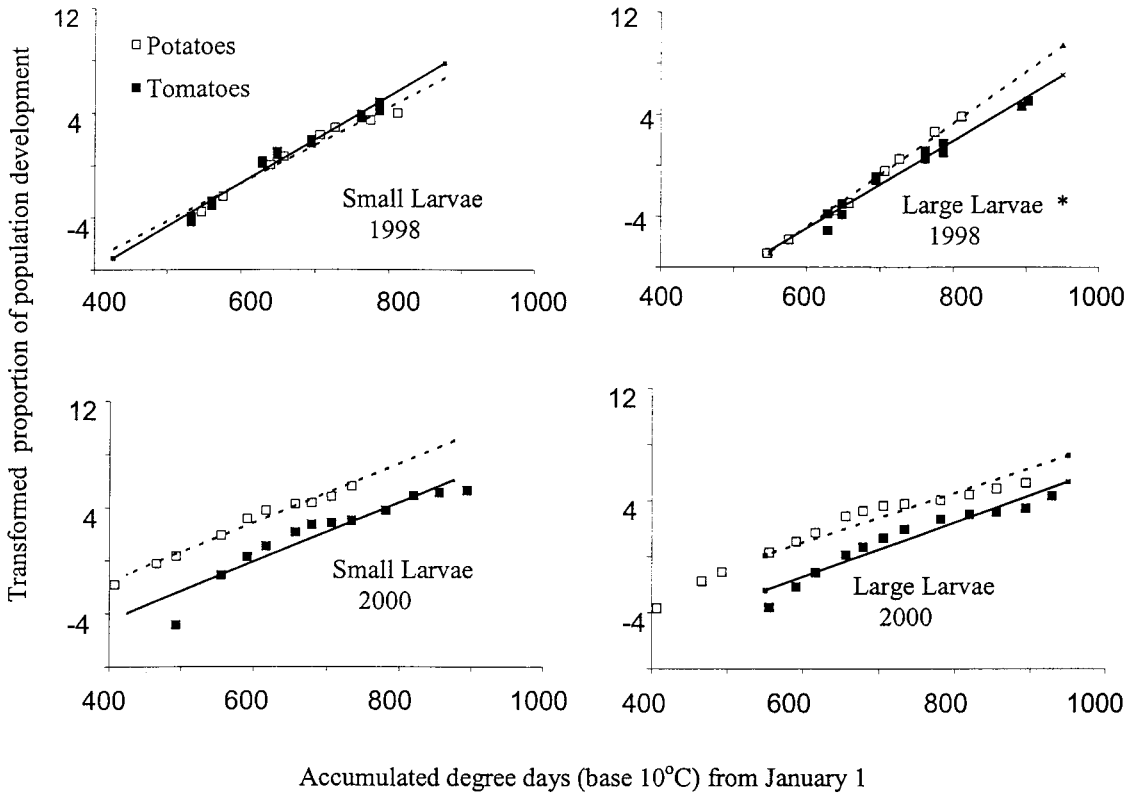 Transformed proportion of population development
12
4
-4
Potatoes
Tomatoes
Small Larvae
1998
400 600 800 1000
12
4
-4
Large Larvae *
1998
400 600 800 1000
12
4
-4
Small Larvae
2000
400 600 800 1000
12
4
-4
Large Larvae
2000
400 600 800 1000
Accumulated degree days (base 10°C) from January 1